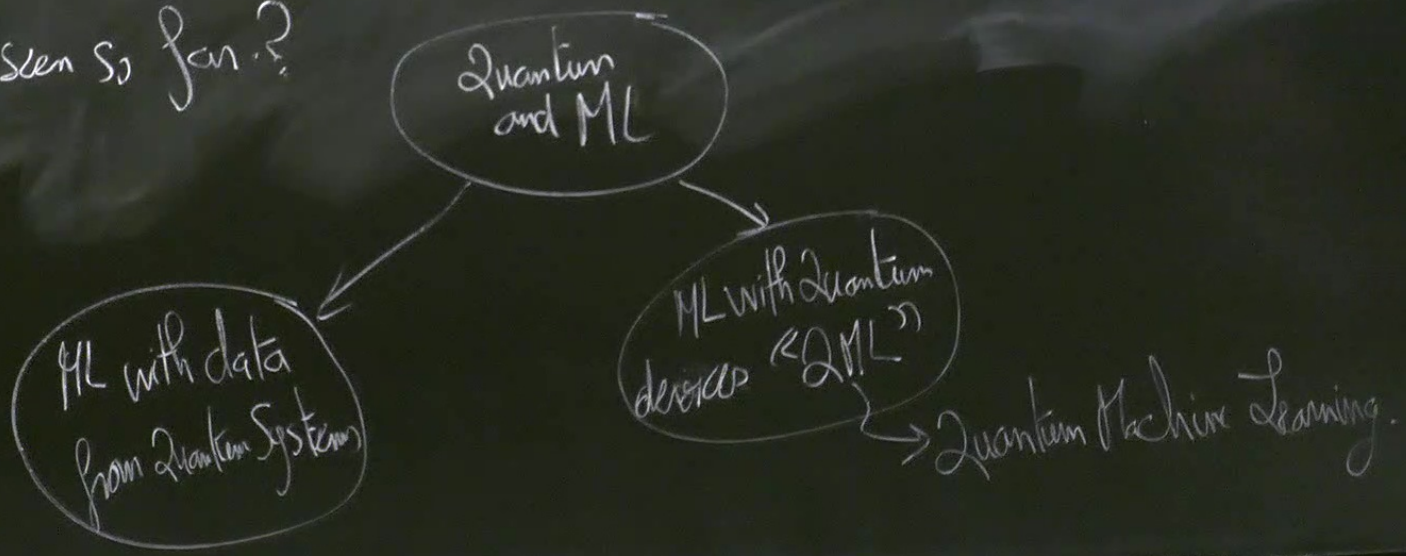 seen so far.?
Quantum
and ML
ML with data
from Quantum Systems
ML with Quantum
devices "QML"
Quantum Machine Learning.